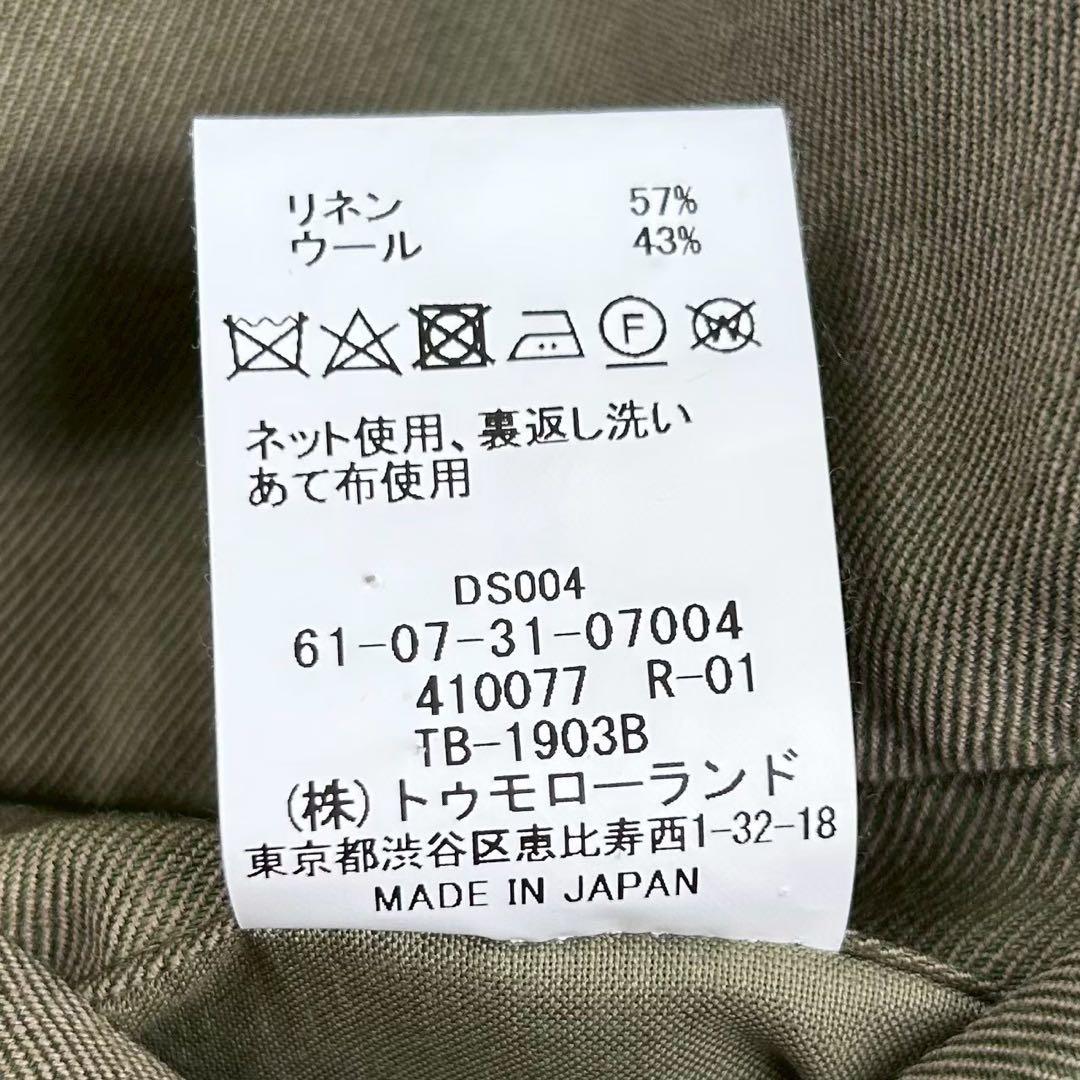 リネン 57%
ウール 43%
F W
ネット使用、裏返し洗い
あて布使用
DS004
61-07-31-07004
410077 R-01
TB-1903B
(株)トゥモローランド
東京都渋谷区恵比寿西1-32-18
MADE IN JAPAN